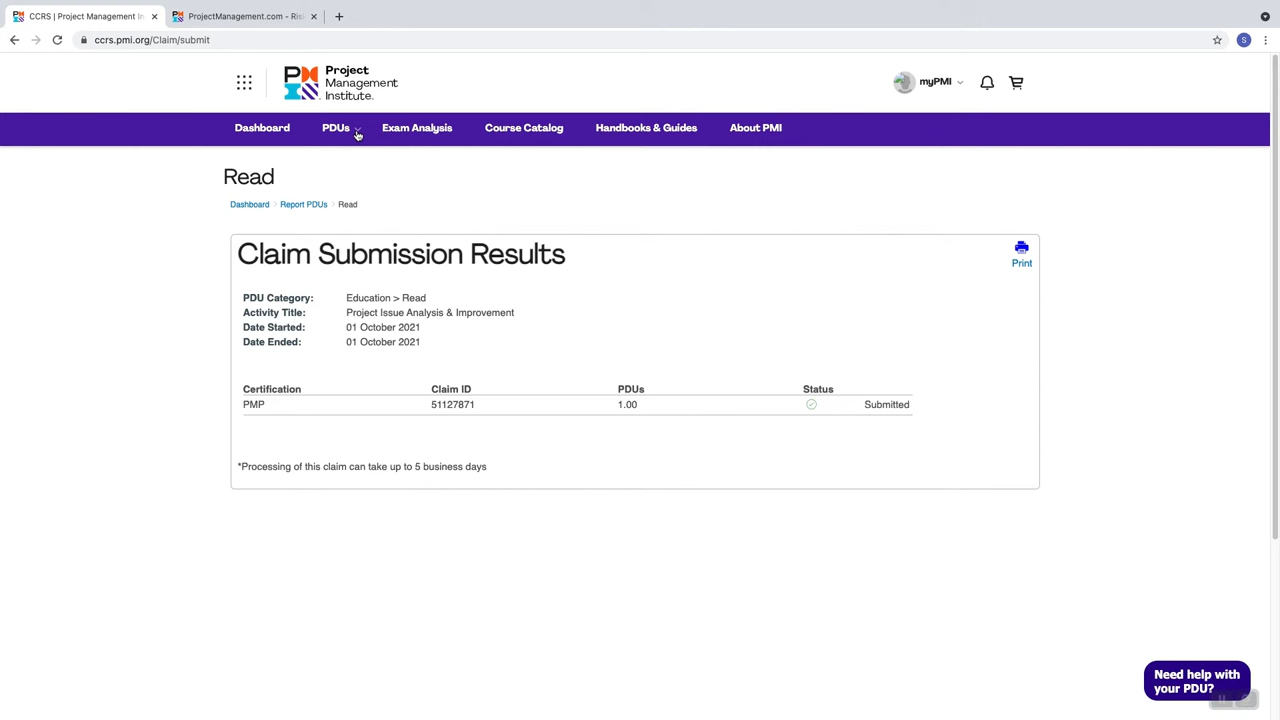 CCRS | Project Management In
ProjectManagement.com - Ris
ccrs.pmi.org/Claim/submit
S
Project
Management
Institute.
myPMI
Dashboard PDUs Exam Analysis Course Catalog Handbooks & Guides About PMI
Read
Dashboard Report PDUs Read
Claim Submission Results
Print
PDU Category: Education > Read
Activity Title: Project Issue Analysis & Improvement
Date Started: 01 October 2021
Date Ended: 01 October 2021
Certification Claim ID PDUs Status
PMP 51127871 1.00 Submitted
*Processing of this claim can take up to 5 business days
Need help with
your PDU?